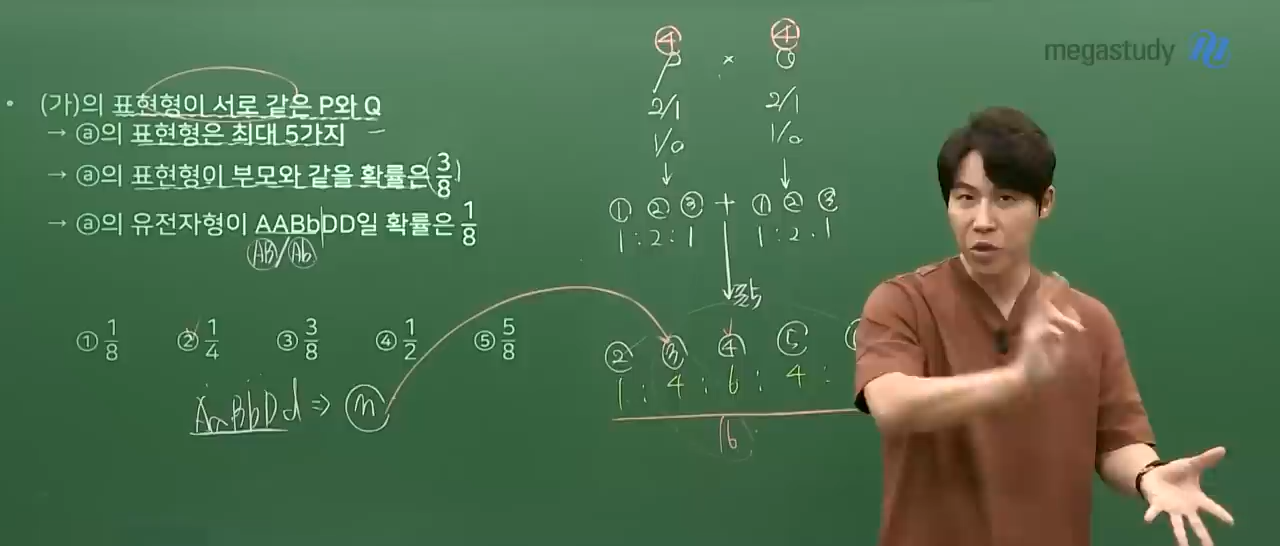 megastudy
• (가)의 표현형이 서로 같은 P와 Q
→ ⓐ의 표현형은 최대 5가지
→ ⓐ의 표현형이 부모와 같을 확률은(3/8)
→ ⓐ의 유전자형이 AABbDD일 확률은 1/8
AB/Ab
① 1/8 ② 1/4 ③ 3/8 ④ 1/2 ⑤ 5/8
AaBbDd ⇒ n
④ ④
P × Q
2/1 2/1
1/0 1/0
① ② ③ + ① ② ③
1 : 2 : 1 1 : 2 . 1
② ③ ④ ⑤
1 : 4 : 6 : 4 :
16